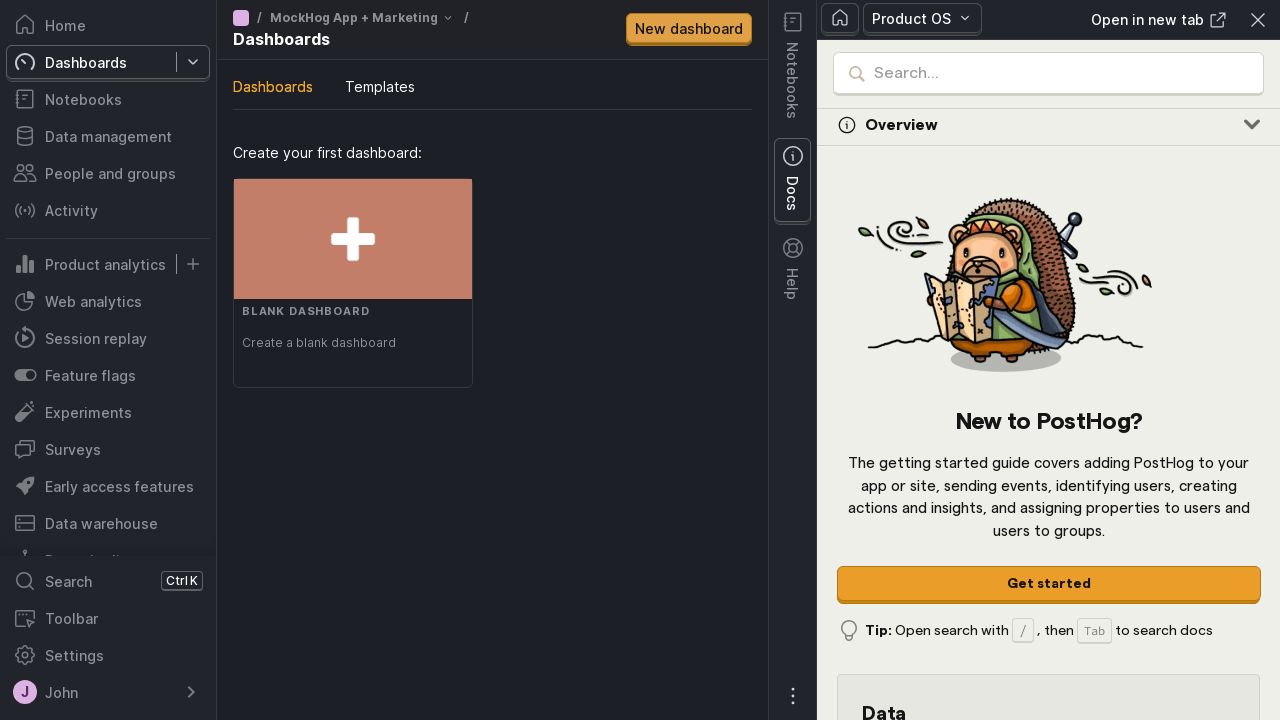 Home
Dashboards
Notebooks
Data management
People and groups
Activity
Product analytics
Web analytics
Session replay
Feature flags
Experiments
Surveys
Early access features
Data warehouse
Search
Ctrl K
Toolbar
Settings
J
John
/ MockHog App + Marketing /
Dashboards
New dashboard
Dashboards
Templates
Create your first dashboard:
BLANK DASHBOARD
Create a blank dashboard
Notebooks
Docs
Help
Product OS
Open in new tab
Search...
Overview
New to PostHog?
The getting started guide covers adding PostHog to your
app or site, sending events, identifying users, creating
actions and insights, and assigning properties to users and
users to groups.
Get started
Tip: Open search with / , then Tab to search docs
Data